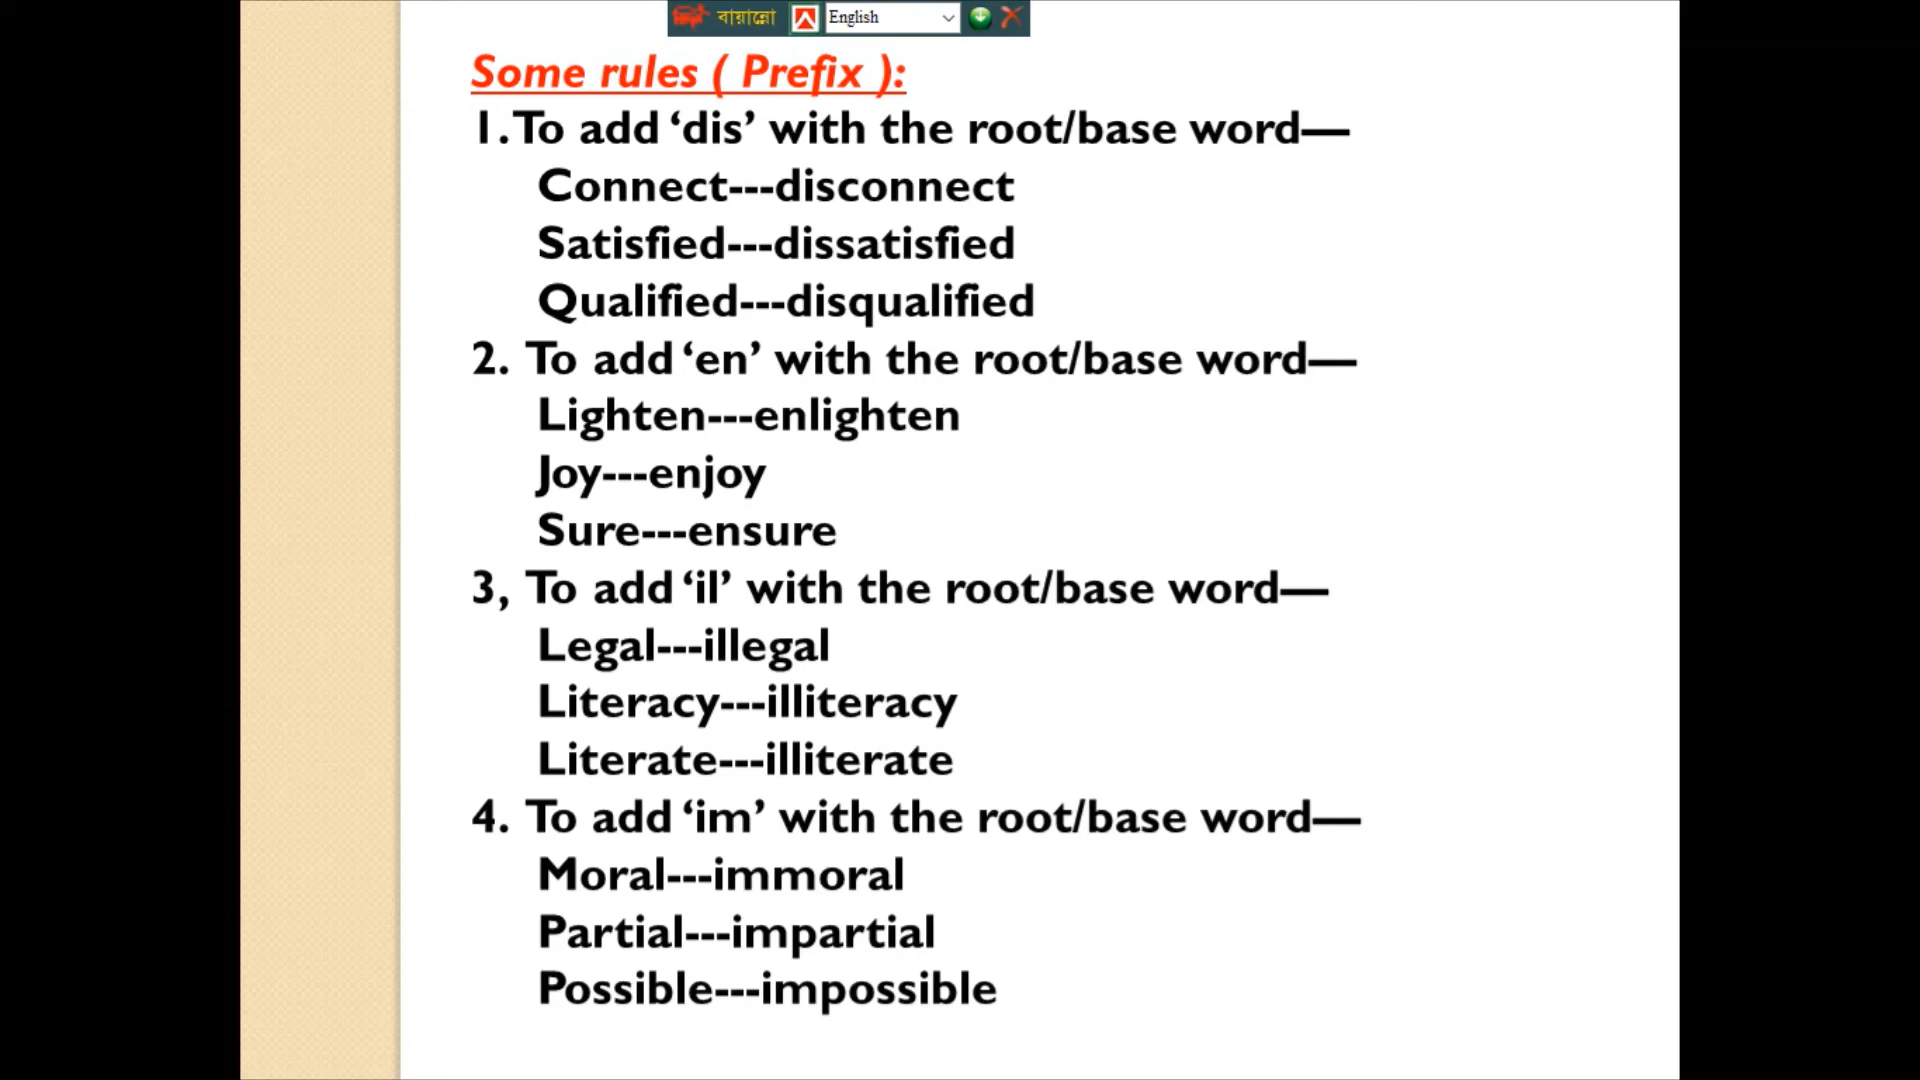 বায়ান্নো English
Some rules ( Prefix ):
1.To add ‘dis’ with the root/base word—
Connect---disconnect
Satisfied---dissatisfied
Qualified---disqualified
2. To add ‘en’ with the root/base word—
Lighten---enlighten
Joy---enjoy
Sure---ensure
3, To add ‘il’ with the root/base word—
Legal---illegal
Literacy---illiteracy
Literate---illiterate
4. To add ‘im’ with the root/base word—
Moral---immoral
Partial---impartial
Possible---impossible